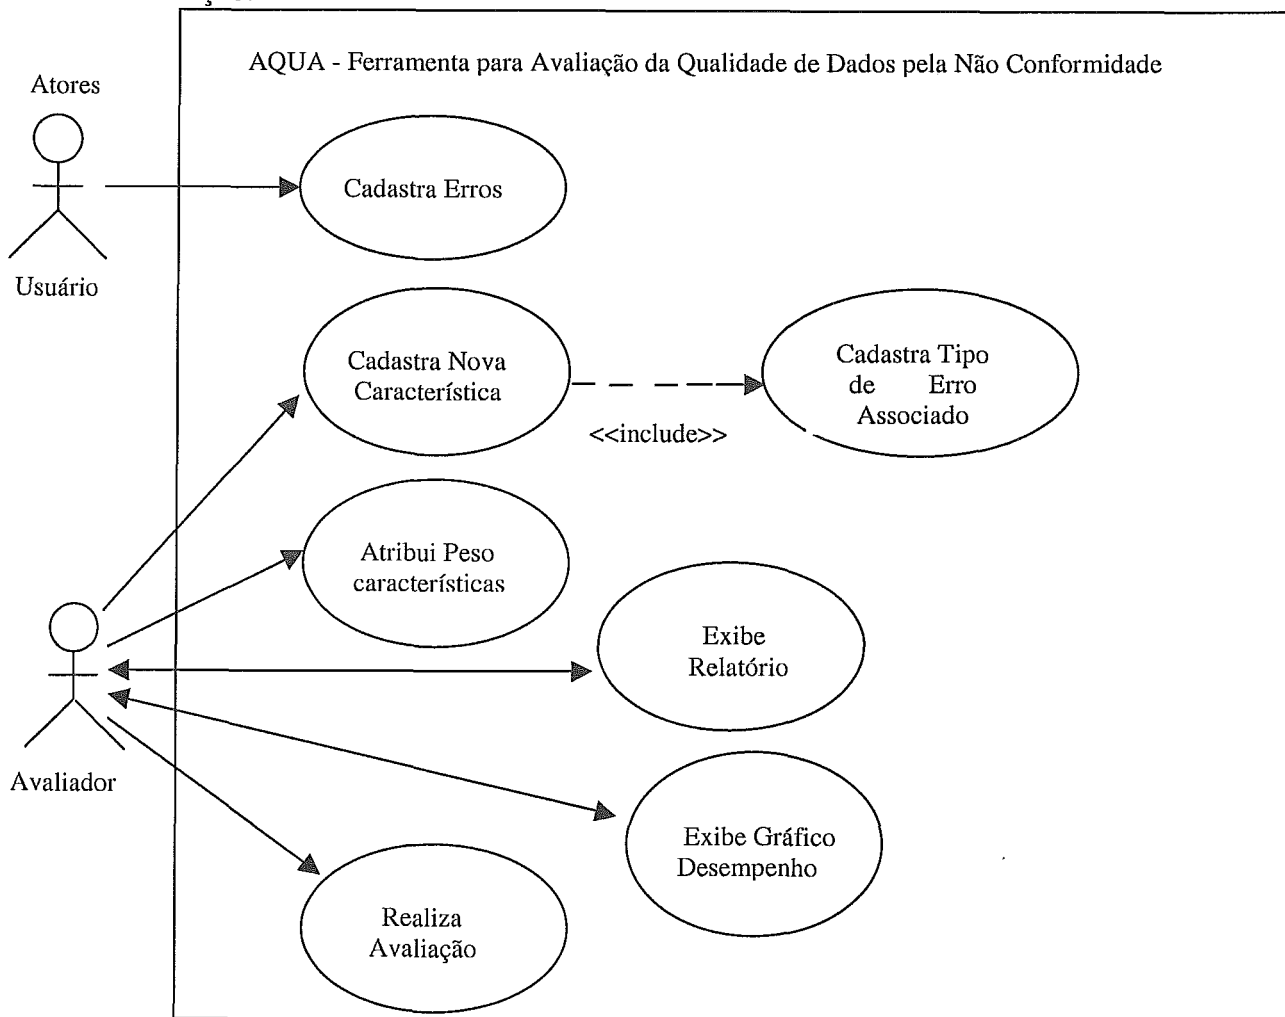 AQUA - Ferramenta para Avaliação da Qualidade de Dados pela Não Conformidade
Atores
Cadastra Erros
Usuário
Cadastra Nova
Característica
<<include>>
Cadastra Tipo
de Erro
Associado
Atribui Peso
características
Exibe
Relatório
Avaliador
Exibe Gráfico
Desempenho
Realiza
Avaliação